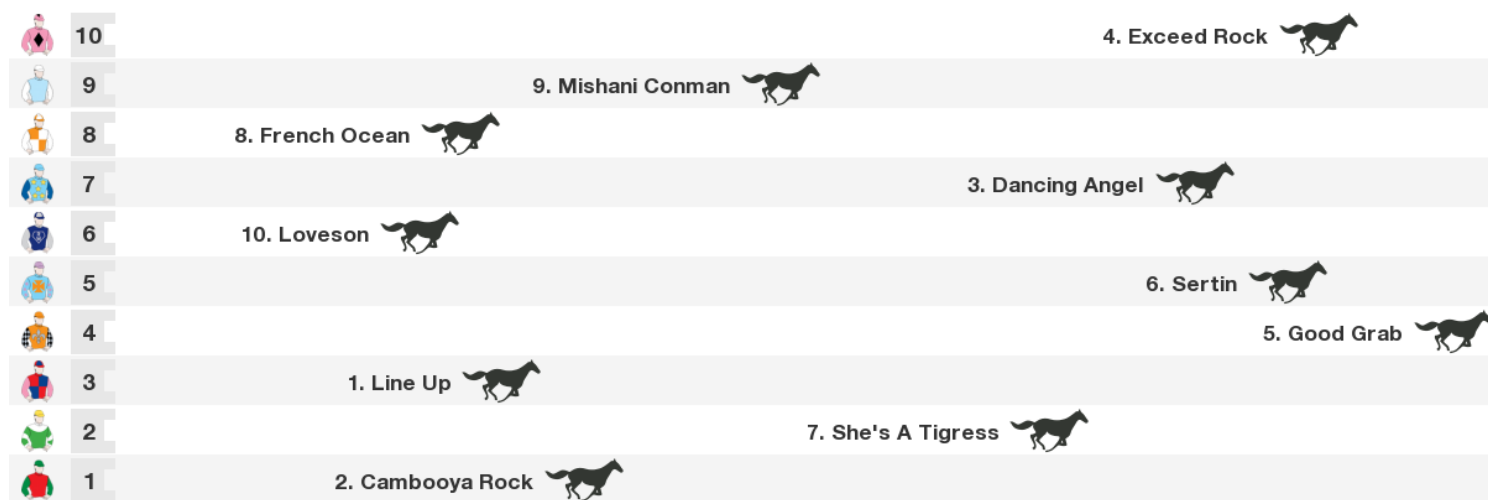 10 4. Exceed Rock
9 9. Mishani Conman
8 8. French Ocean
7 3. Dancing Angel
6 10. Loveson
5 6. Sertin
4 5. Good Grab
3 1. Line Up
2 7. She's A Tigress
1 2. Cambooya Rock